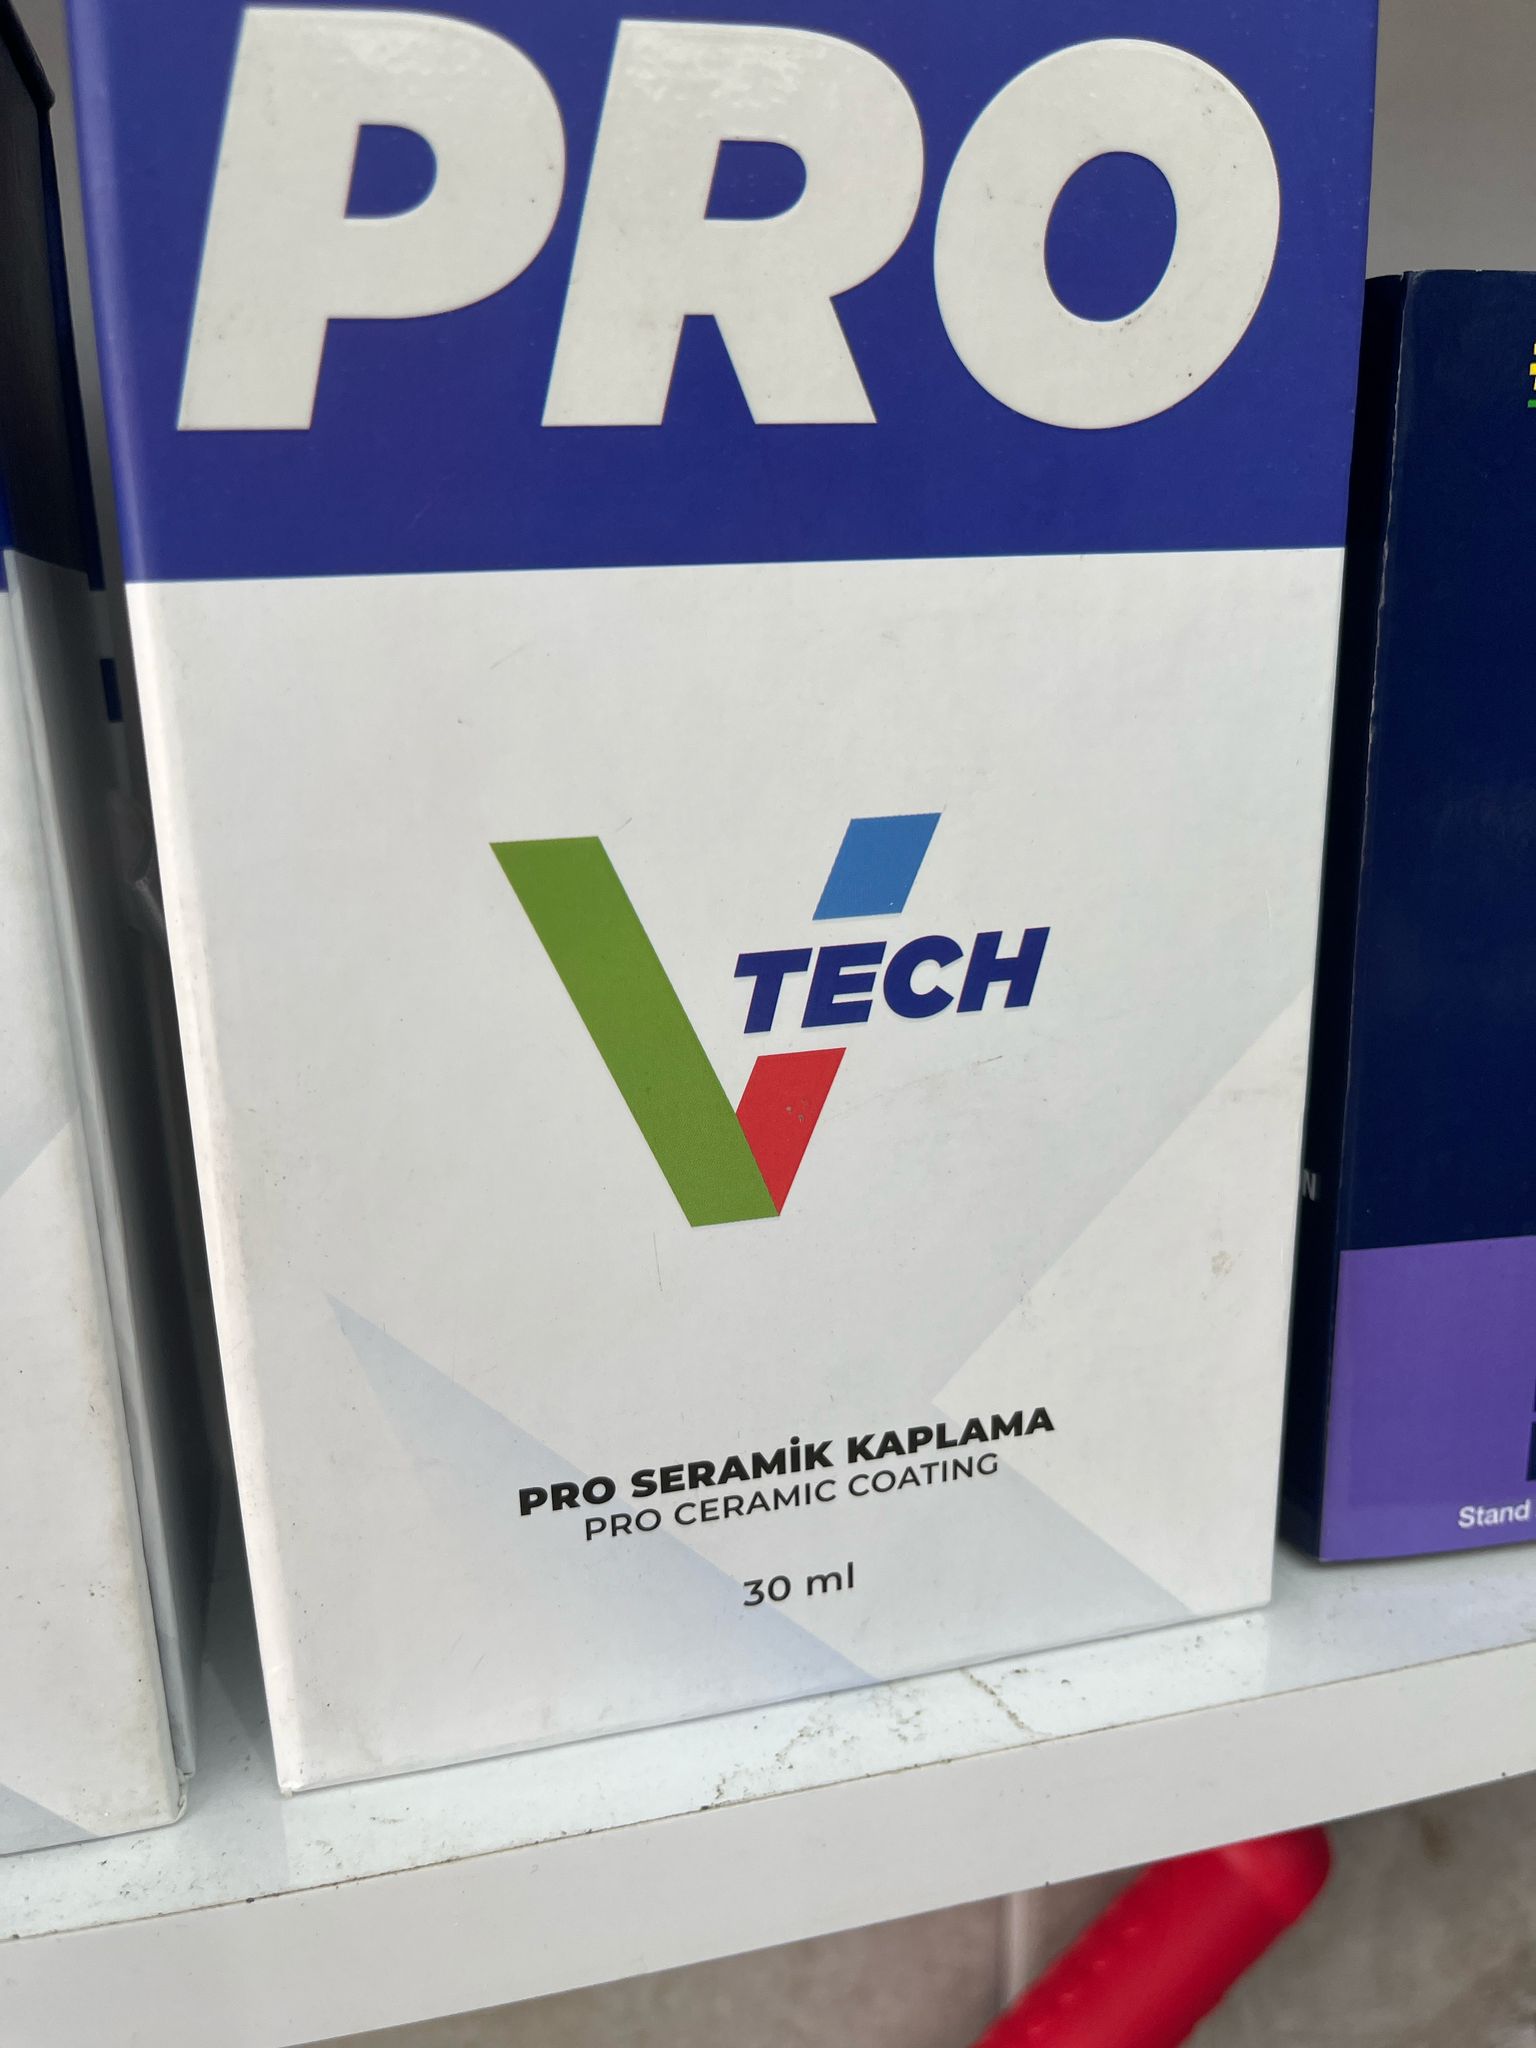 PRO
V
TECH
PRO SERAMİK KAPLAMA
PRO CERAMIC COATING
30 ml
N
Stand